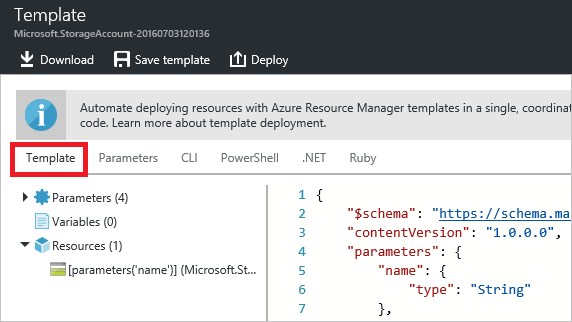 Template
Microsoft.StorageAccount-20160703120136
Download Save template Deploy
Automate deploying resources with Azure Resource Manager templates in a single, coordina
code. Learn more about template deployment.
Template Parameters CLI PowerShell .NET Ruby
Parameters (4)
Variables (0)
Resources (1)
[parameters('name')] (Microsoft.St...
1 {
2 "$schema": "https://schema.ma
3 "contentVersion": "1.0.0.0",
4 "parameters": {
5 "name": {
6 "type": "String"
7 },